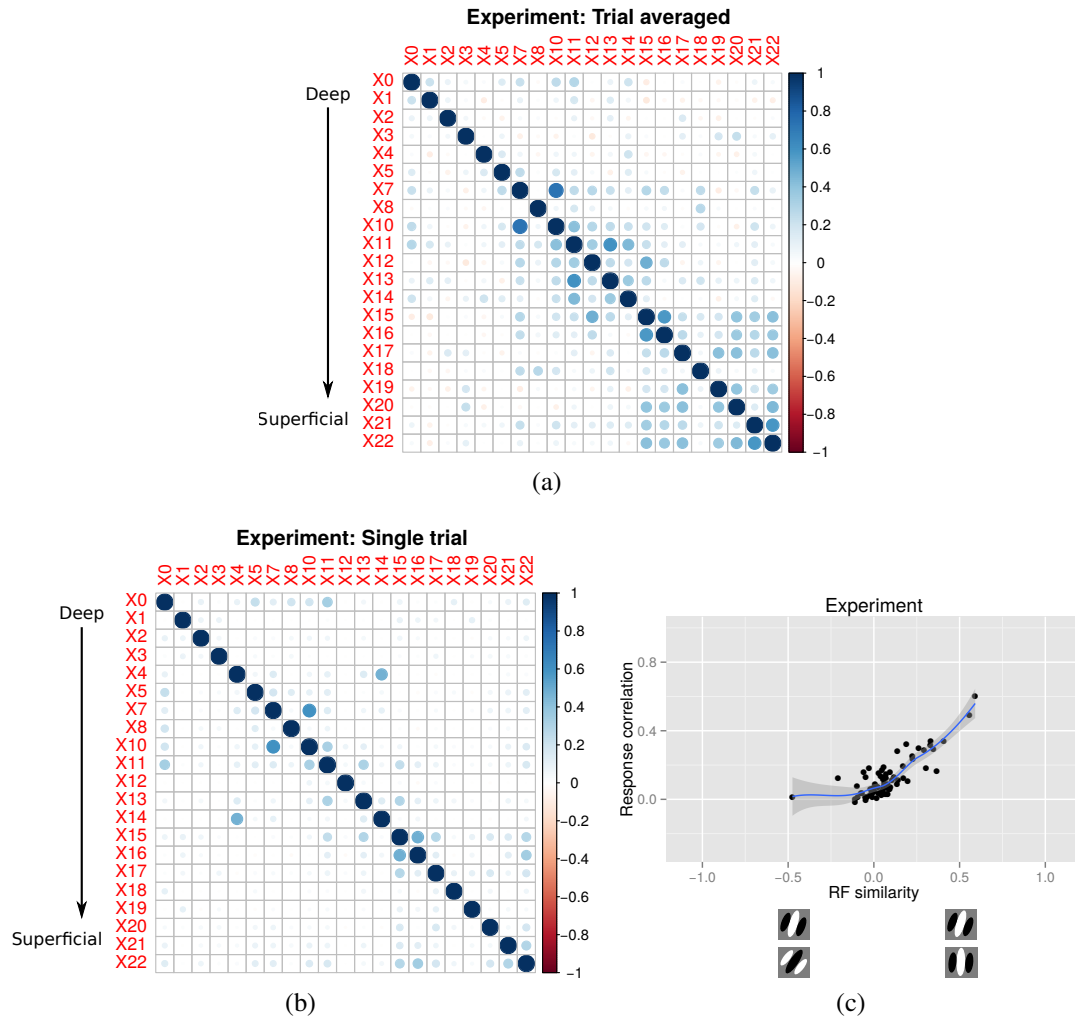 Experiment: Trial averaged
X0 X1 X2 X3 X4 X5 X7 X8 X10 X11 X12 X13 X14 X15 X16 X17 X18 X19 X20 X21 X22
Deep
Superficial
X0
X1
X2
X3
X4
X5
X7
X8
X10
X11
X12
X13
X14
X15
X16
X17
X18
X19
X20
X21
X22
1
0.8
0.6
0.4
0.2
0
−0.2
−0.4
−0.6
−0.8
−1
(a)
Experiment: Single trial
X0 X1 X2 X3 X4 X5 X7 X8 X10 X11 X12 X13 X14 X15 X16 X17 X18 X19 X20 X21 X22
Deep
Superficial
X0
X1
X2
X3
X4
X5
X7
X8
X10
X11
X12
X13
X14
X15
X16
X17
X18
X19
X20
X21
X22
1
0.8
0.6
0.4
0.2
0
−0.2
−0.4
−0.6
−0.8
−1
(b)
Experiment
Response correlation
0.8
0.4
0.0
−1.0 −0.5 0.0 0.5 1.0
RF similarity
(c)